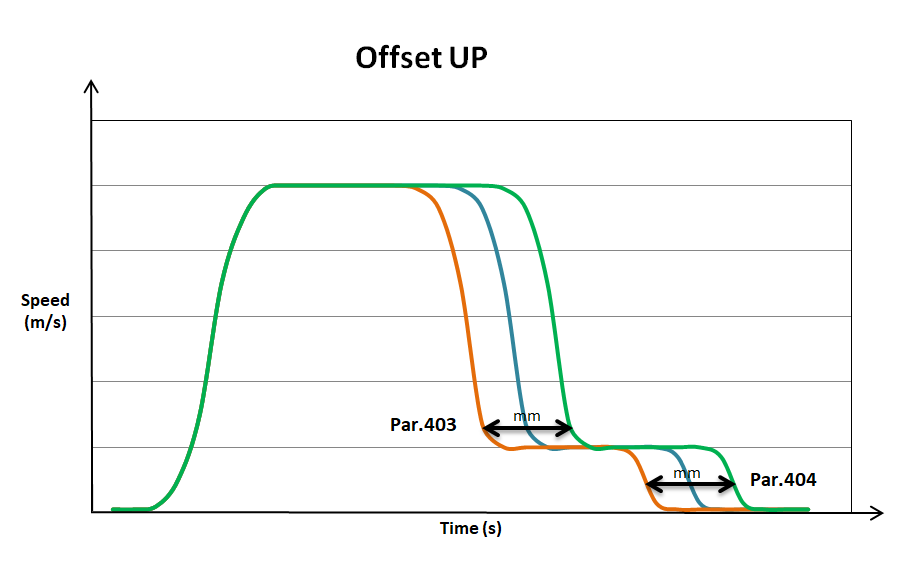 Offset UP
Speed
(m/s)
Par.403
mm
mm
Par.404
Time (s)